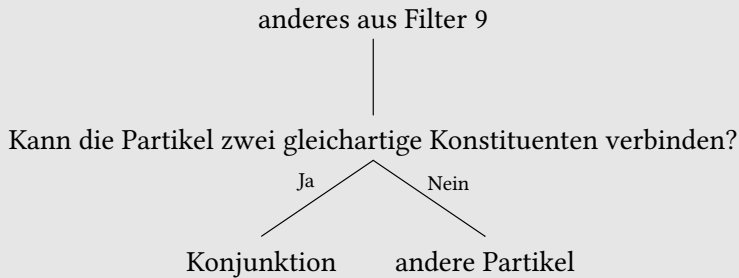 anderes aus Filter 9
Kann die Partikel zwei gleichartige Konstituenten verbinden?
Ja Nein
Konjunktion andere Partikel